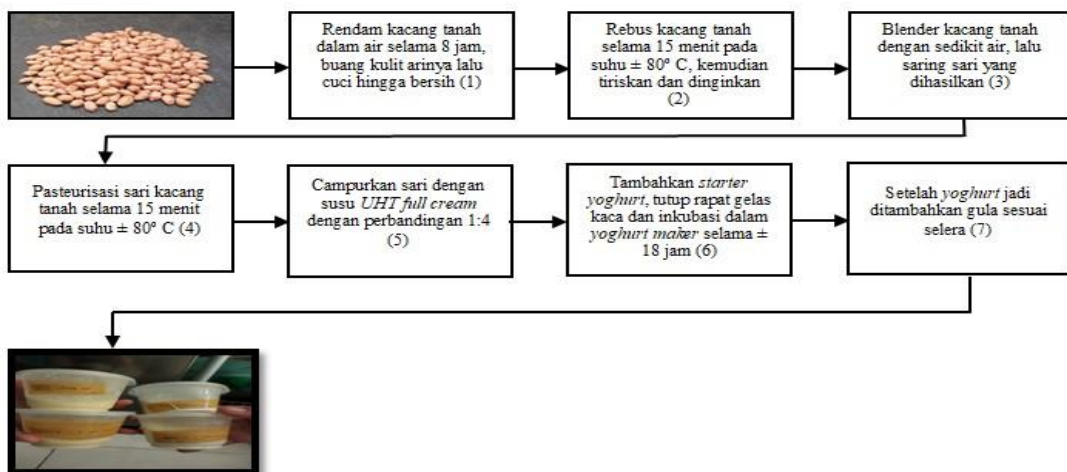 Rendam kacang tanah
dalam air selama 8 jam,
buang kulit arinya lalu
cuci hingga bersih (1)
Rebus kacang tanah
selama 15 menit pada
suhu ± 80º C, kemudian
tiriskan dan dinginkan
(2)
Blender kacang tanah
dengan sedikit air, lalu
saring sari yang
dihasilkan (3)
Pasteurisasi sari kacang
tanah selama 15 menit
pada suhu ± 80º C (4)
Campurkan sari dengan
susu UHT full cream
dengan perbandingan 1:4
(5)
Tambahkan starter
yoghurt, tutup rapat gelas
kaca dan inkubasi dalam
yoghurt maker selama ±
18 jam (6)
Setelah yoghurt jadi
ditambahkan gula sesuai
selera (7)